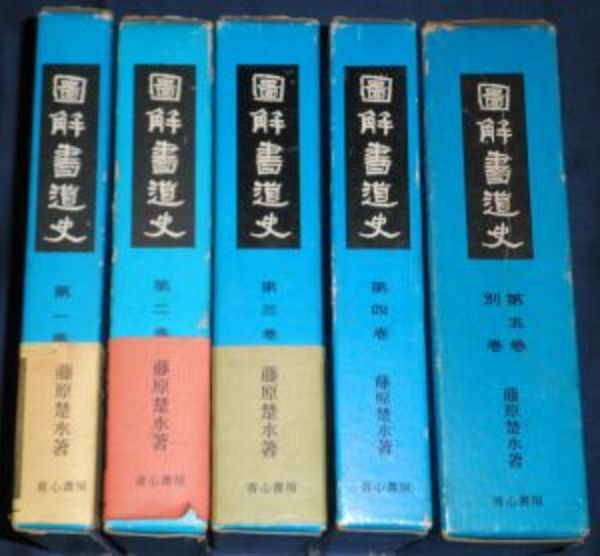 圖解書道史
第一巻
藤原楚水著
省心書房
圖解書道史
第二巻
藤原楚水著
省心書房
圖解書道史
第三巻
藤原楚水著
省心書房
圖解書道史
第四巻
藤原楚水著
省心書房
圖解書道史
第五巻
別巻
藤原楚水著
省心書房